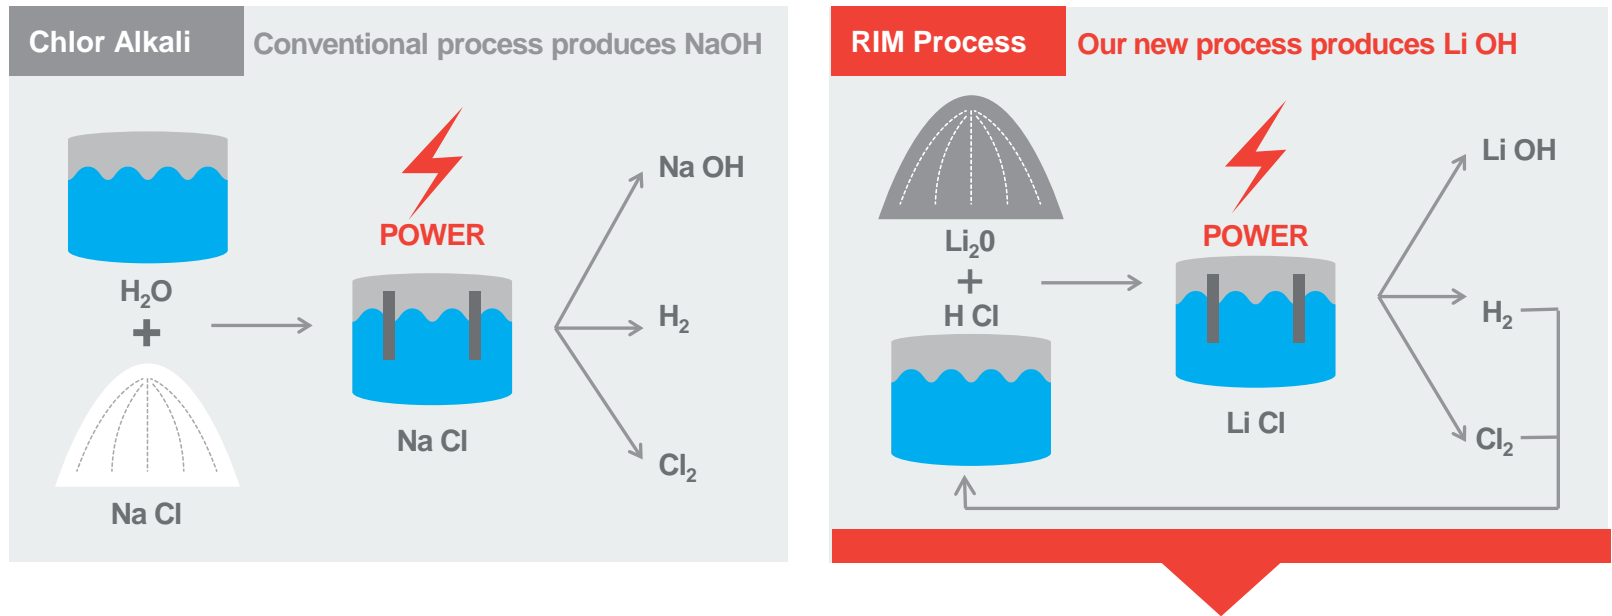 Chlor Alkali
Conventional process produces NaOH
H₂O
+
Na Cl
POWER
Na Cl
Na OH
H₂
Cl₂
RIM Process
Our new process produces Li OH
Li₂0
+
H Cl
POWER
Li Cl
Li OH
H₂
Cl₂